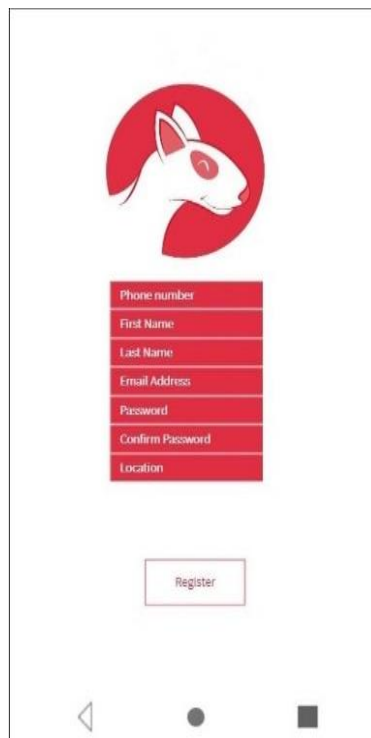 Phone number
First Name
Last Name
Email Address
Password
Confirm Password
Location
Register